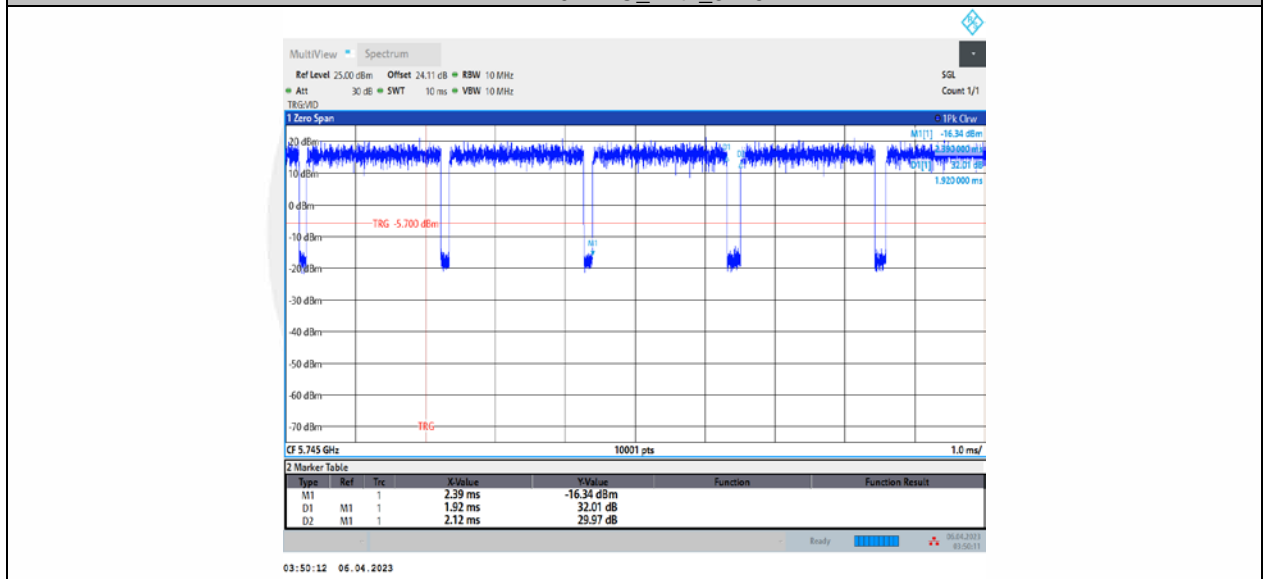 MultiView Spectrum
Ref Level 25.00 dBm Offset 24.11 dB RBW 10 MHz SGL
Att 30 dB SWT 10 ms VBW 10 MHz Count 1/1
TRG:VID
1 Zero Span 1Pk Clrw
M1[1] -16.34 dBm
20 dBm
2.390000 ms
D1[1] 32.01 dB
10 dBm
1.920000 ms
0 dBm
TRG -5.700 dBm
-10 dBm
M1
-20 dBm
-30 dBm
-40 dBm
-50 dBm
-60 dBm
-70 dBm TRG
CF 5.745 GHz 10001 pts 1.0 ms/
2 Marker Table
Type Ref Trc X-Value Y-Value Function Function Result
M1 1 2.39 ms -16.34 dBm
D1 M1 1 1.92 ms 32.01 dB
D2 M1 1 2.12 ms 29.97 dB
Ready 06.04.2023
03:50:11
03:50:12 06.04.2023